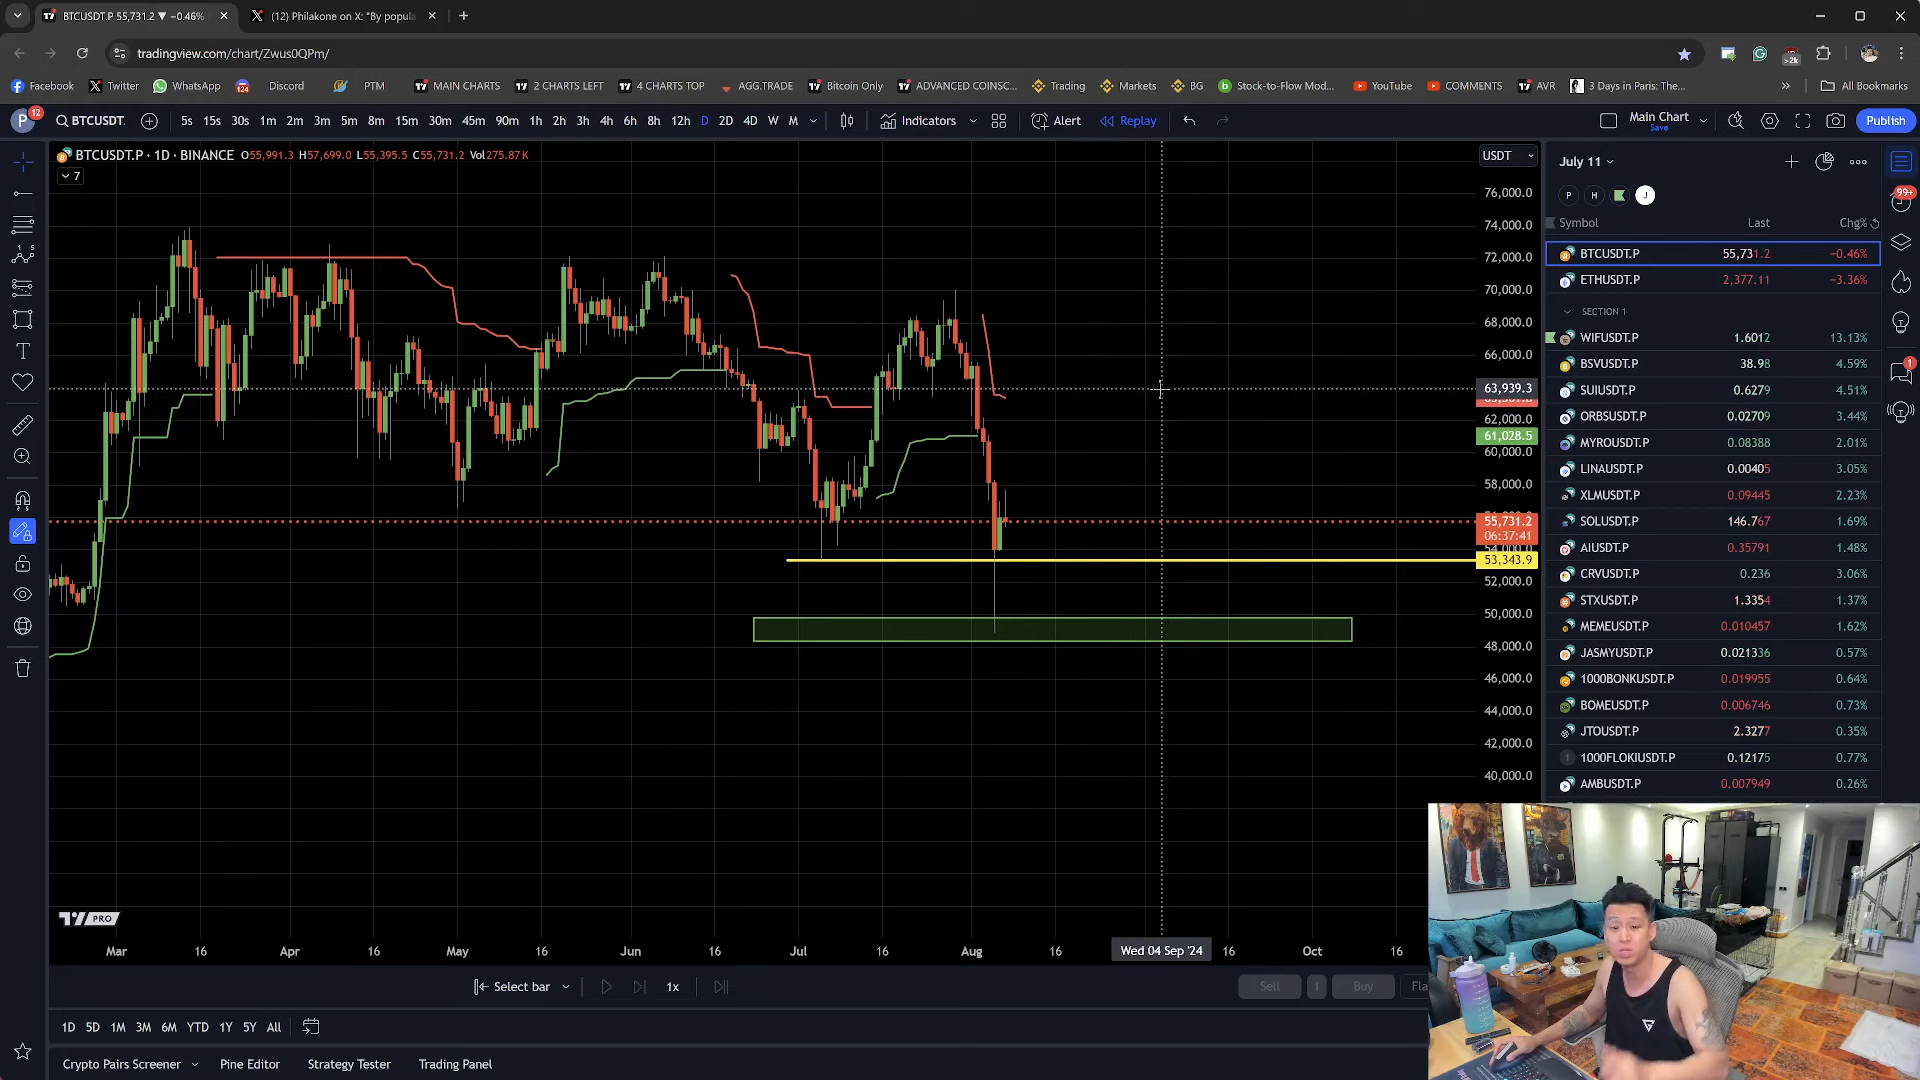 BTCUSDT.P 55,731.2 ▼ −0.46%
(12) Philakone on X: "By popula
tradingview.com/chart/Zwus0QPm/
>2k
Facebook Twitter WhatsApp 124 Discord PTM MAIN CHARTS 2 CHARTS LEFT 4 CHARTS TOP AGG.TRADE Bitcoin Only ADVANCED COINSC... Trading Markets BG Stock-to-Flow Mod... YouTube COMMENTS AVR 3 Days in Paris: The... » All Bookmarks
P 12 BTCUSDT. 5s 15s 30s 1m 2m 3m 5m 8m 15m 30m 45m 90m 1h 2h 3h 4h 6h 8h 12h D 2D 4D W M Indicators Alert Replay Main Chart Save Publish
BTCUSDT.P · 1D · BINANCE O55,991.3 H57,699.0 L55,395.5 C55,731.2 Vol275.87K
7
USDT
76,000.0
74,000.0
72,000.0
70,000.0
68,000.0
66,000.0
63,939.3
62,000.0
61,028.5
60,000.0
58,000.0
55,731.2
06:37:41
54,000.0
53,343.9
52,000.0
50,000.0
48,000.0
46,000.0
44,000.0
42,000.0
40,000.0
PRO
Mar 16 Apr 16 May 16 Jun 16 Jul 16 Aug 16 Wed 04 Sep '24 16 Oct 16
Select bar 1x Sell 1 Buy Fla
1D 5D 1M 3M 6M YTD 1Y 5Y All
Crypto Pairs Screener Pine Editor Strategy Tester Trading Panel
July 11
P H J
Symbol Last Chg%
BTCUSDT.P 55,731.2 −0.46%
ETHUSDT.P 2,377.11 −3.36%
SECTION 1
WIFUSDT.P 1.6012 13.13%
BSVUSDT.P 38.98 4.59%
SUIUSDT.P 0.6279 4.51%
ORBSUSDT.P 0.02709 3.44%
MYROUSDT.P 0.08388 2.01%
LINAUSDT.P 0.00405 3.05%
XLMUSDT.P 0.09445 2.23%
SOLUSDT.P 146.767 1.69%
AIUSDT.P 0.35791 1.48%
CRVUSDT.P 0.236 3.06%
STXUSDT.P 1.3354 1.37%
MEMEUSDT.P 0.010457 1.62%
JASMYUSDT.P 0.021336 0.57%
1000BONKUSDT.P 0.019955 0.64%
BOMEUSDT.P 0.006746 0.73%
JTOUSDT.P 2.3277 0.35%
1 1000FLOKIUSDT.P 0.12175 0.77%
AMBUSDT.P 0.007949 0.26%
99+
1